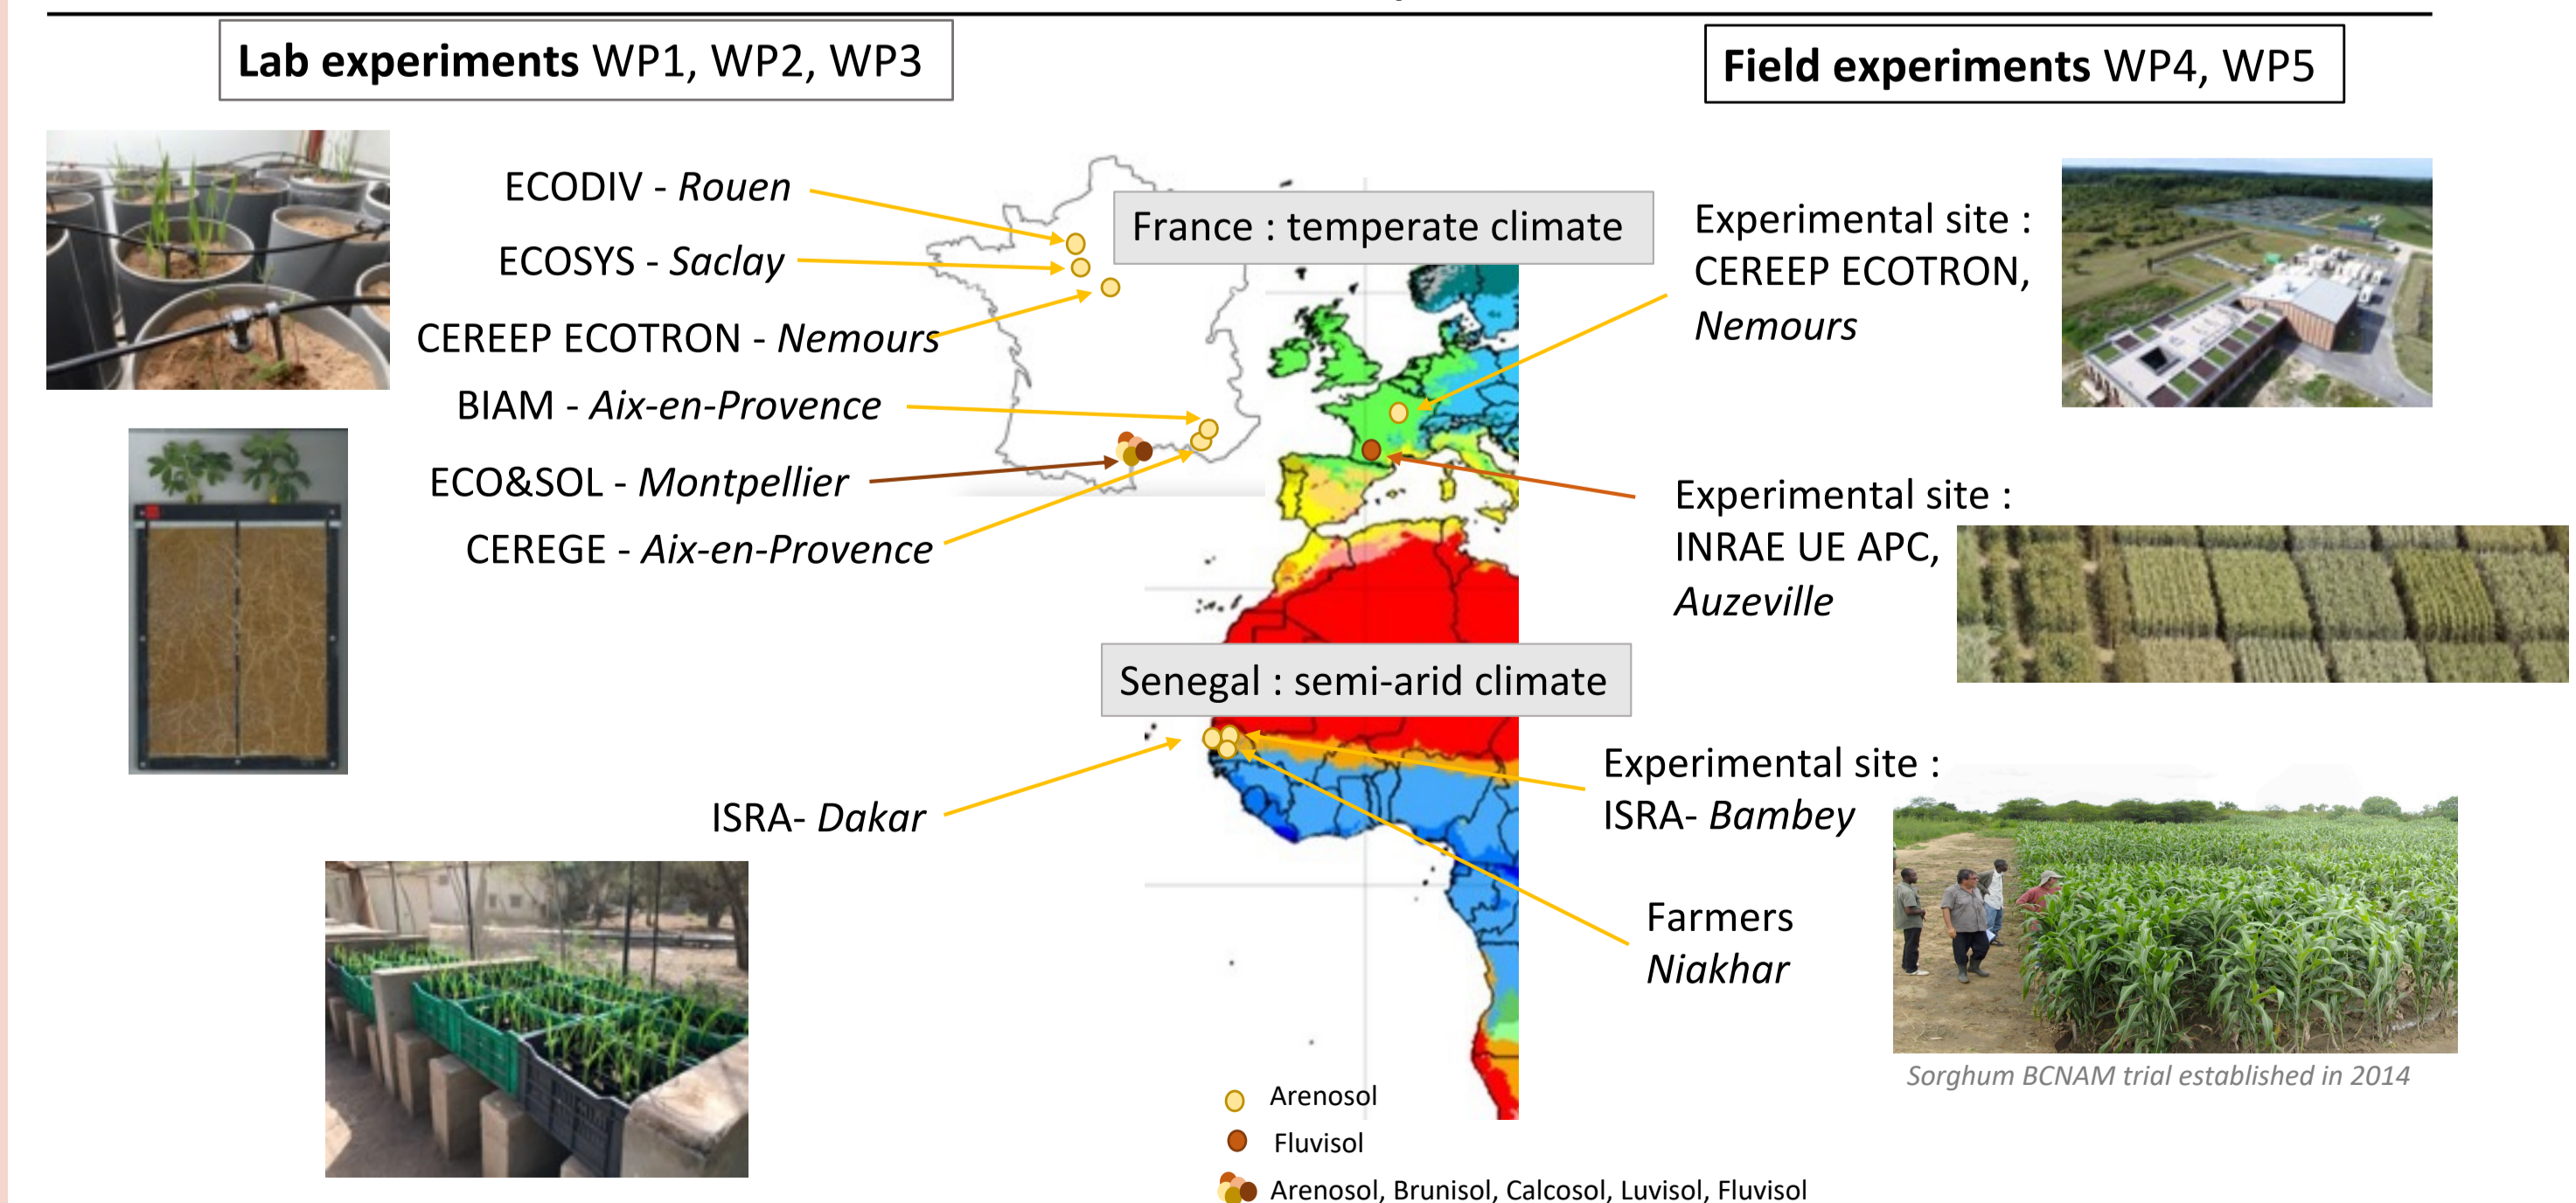 Lab experiments WP1, WP2, WP3
Field experiments WP4, WP5
ECODIV - Rouen
ECOSYS - Saclay
CEREEP ECOTRON - Nemours
BIAM - Aix-en-Provence
ECO&SOL - Montpellier
CEREGE - Aix-en-Provence
ISRA- Dakar
France : temperate climate
Senegal : semi-arid climate
Experimental site :
CEREEP ECOTRON,
Nemours
Experimental site :
INRAE UE APC,
Auzeville
Experimental site :
ISRA- Bambey
Farmers
Niakhar
Sorghum BCNAM trial established in 2014
Arenosol
Fluvisol
Arenosol, Brunisol, Calcosol, Luvisol, Fluvisol